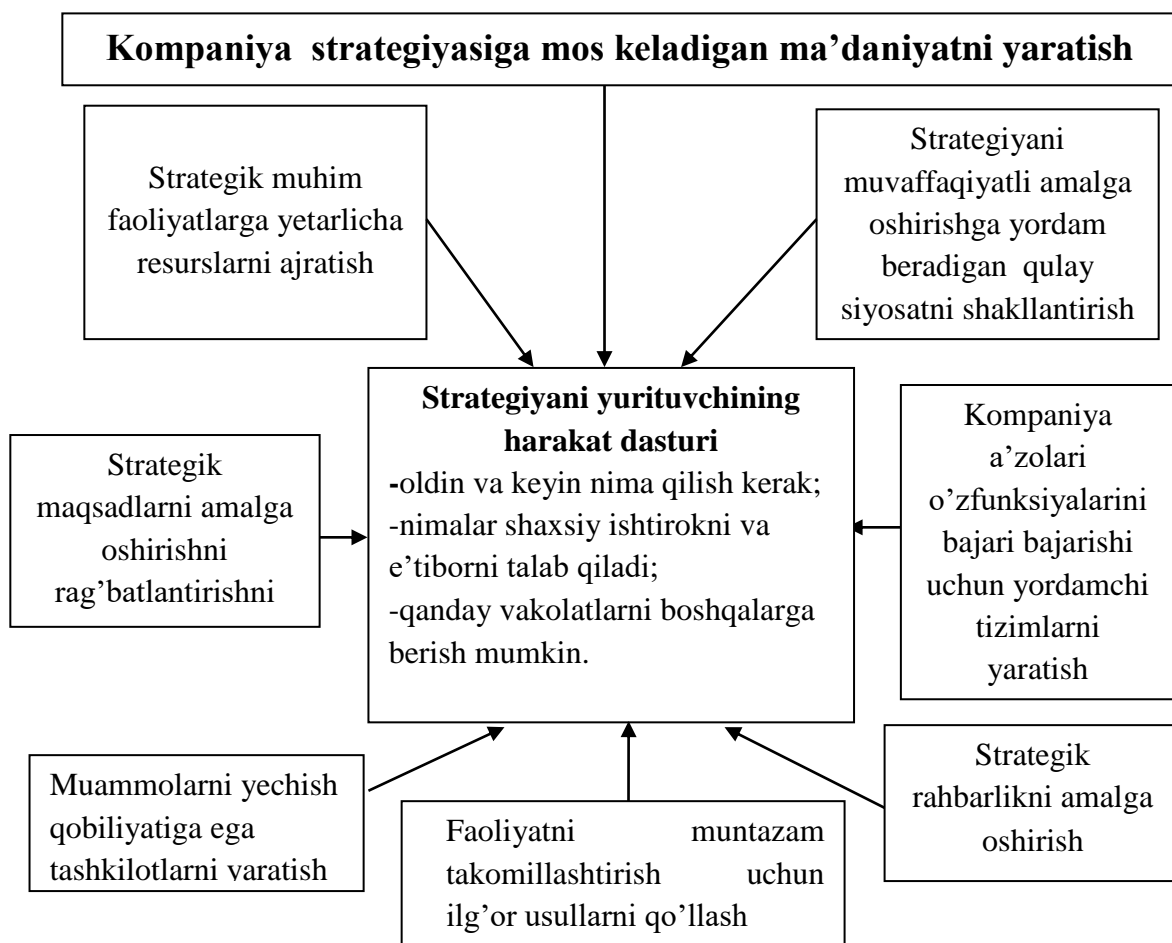 Kompaniya strategiyasiga mos keladigan ma’daniyatni yaratish
Strategik muhim
faoliyatlarga yetarlicha
resurslarni ajratish
Strategiyani
muvaffaqiyatli amalga
oshirishga yordam
beradigan qulay
siyosatni shakllantirish
Strategik
maqsadlarni amalga
oshirishni
rag’batlantirishni
Strategiyani yurituvchining
harakat dasturi
-oldin va keyin nima qilish kerak;
-nimalar shaxsiy ishtirokni va
e’tiborni talab qiladi;
-qanday vakolatlarni boshqalarga
berish mumkin.
Kompaniya
a’zolari
o’zfunksiyalarini
bajari bajarishi
uchun yordamchi
tizimlarni
yaratish
Muammolarni yechish
qobiliyatiga ega
tashkilotlarni yaratish
Faoliyatni muntazam
takomillashtirish uchun
ilg’or usullarni qo’llash
Strategik
rahbarlikni amalga
oshirish